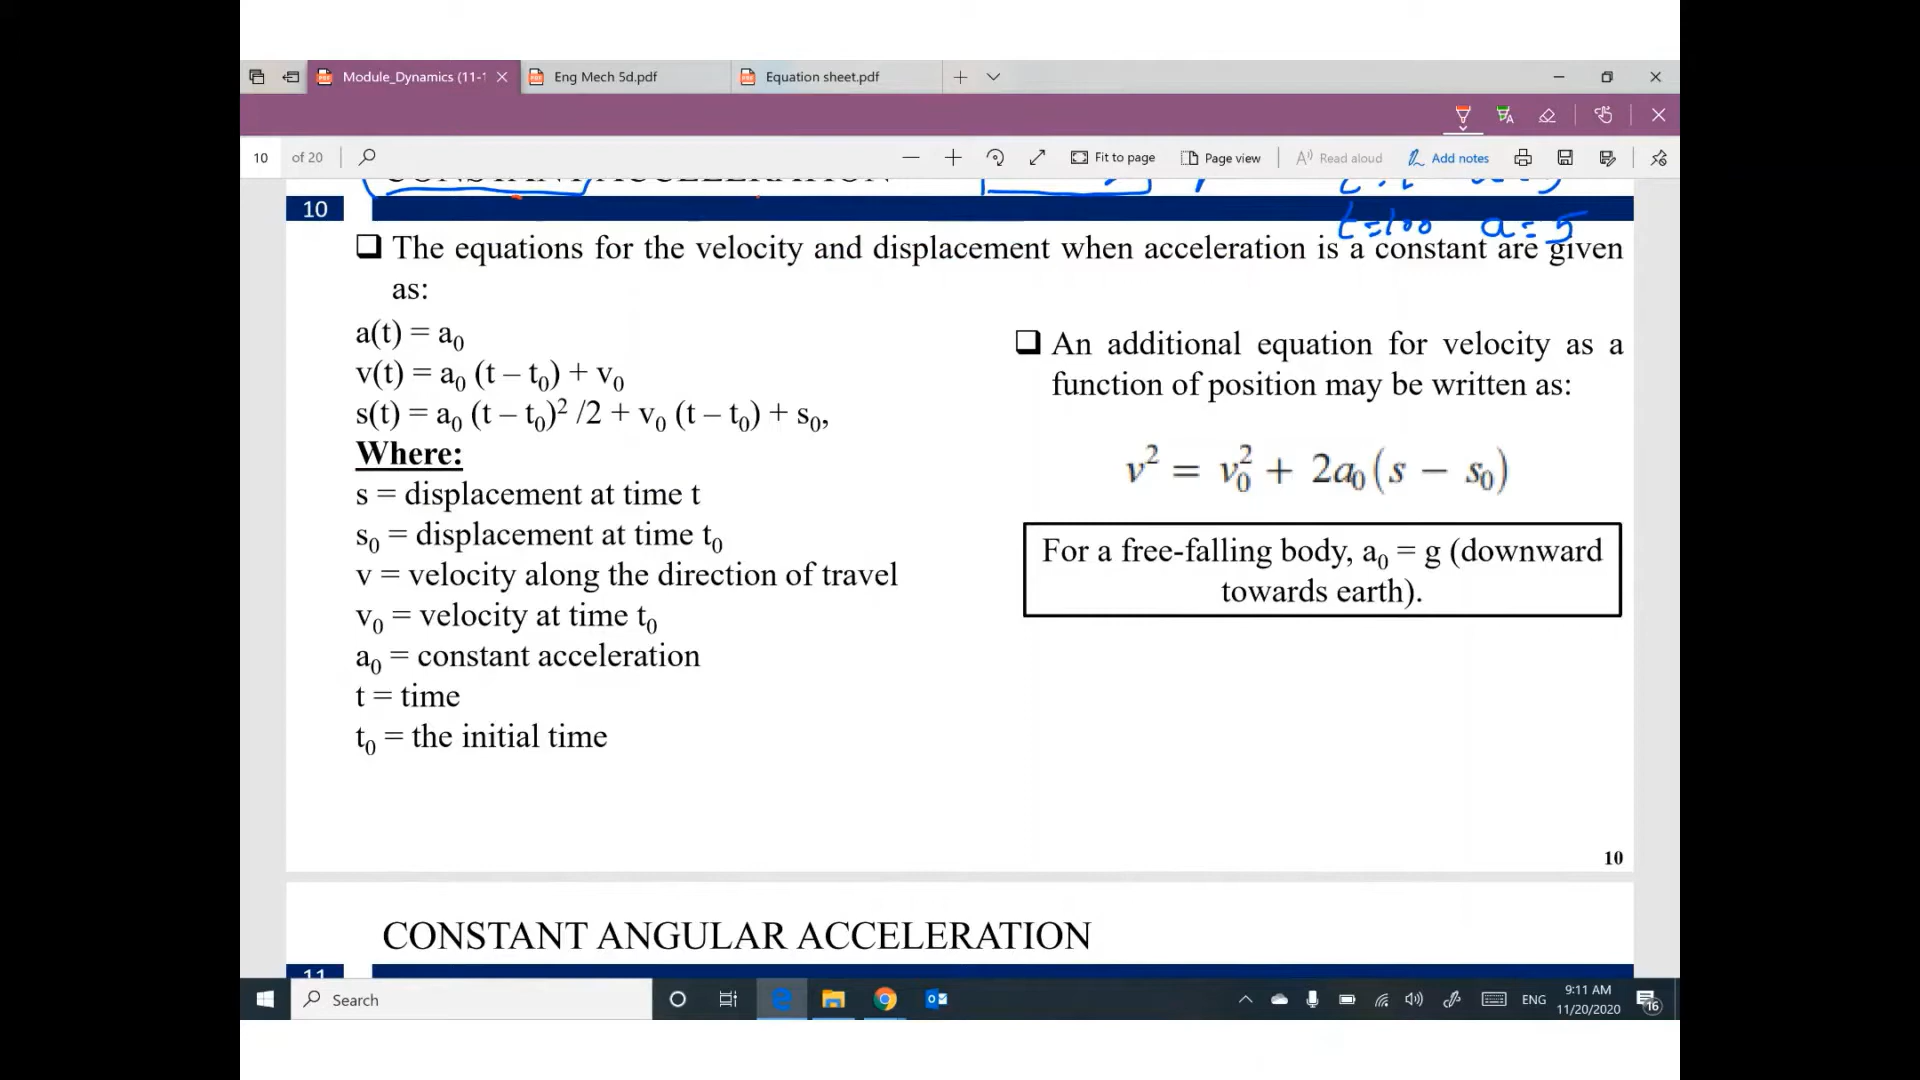 Module_Dynamics (11-1
Eng Mech 5d.pdf
Equation sheet.pdf
10 of 20
Fit to page
Page view
Read aloud
Add notes
CONSTANT ACCELERATION
10
t=100 a=5
❑ The equations for the velocity and displacement when acceleration is a constant are given
as:
a(t) = a₀
v(t) = a₀ (t – t₀) + v₀
s(t) = a₀ (t – t₀)² /2 + v₀ (t – t₀) + s₀,
Where:
s = displacement at time t
s₀ = displacement at time t₀
v = velocity along the direction of travel
v₀ = velocity at time t₀
a₀ = constant acceleration
t = time
t₀ = the initial time
❑ An additional equation for velocity as a
function of position may be written as:
v² = v₀² + 2a₀(s − s₀)
For a free-falling body, a₀ = g (downward
towards earth).
10
CONSTANT ANGULAR ACCELERATION
11
Search
ENG
9:11 AM
11/20/2020
16